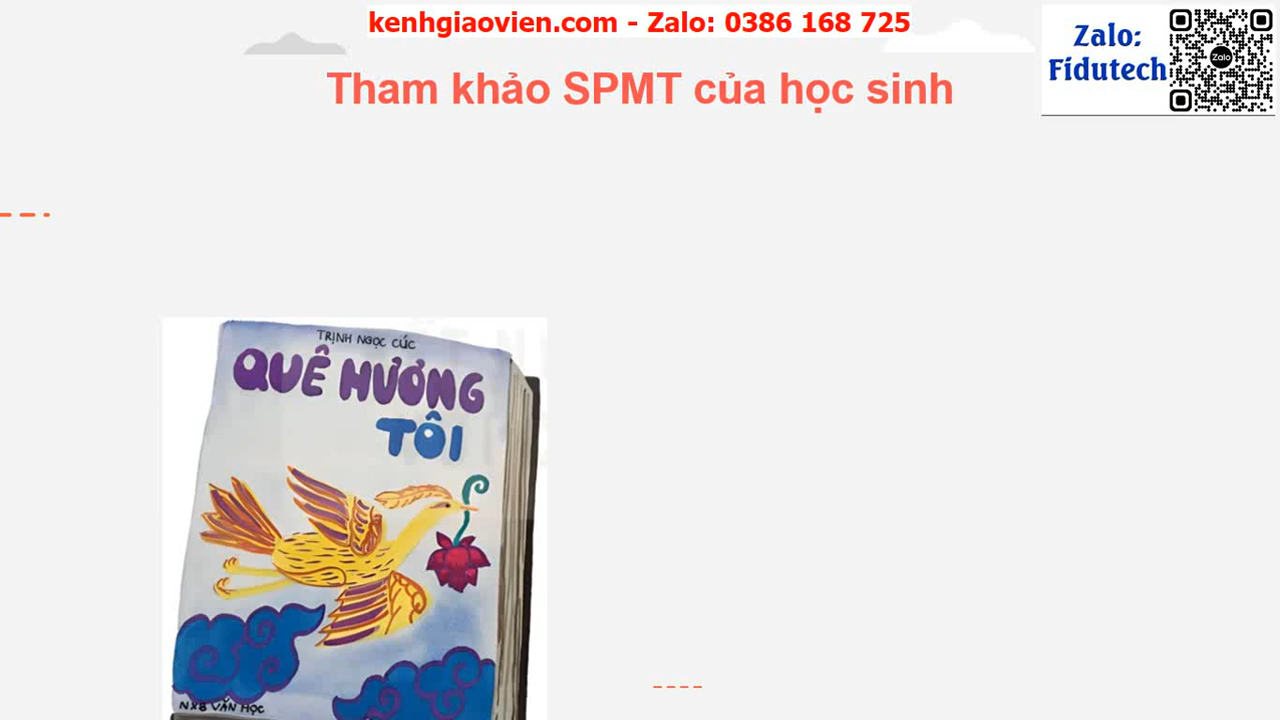 kenhgiaovien.com - Zalo: 0386 168 725
Zalo:
Fidutech
Zalo
Tham khảo SPMT của học sinh
TRỊNH NGỌC CÚC
QUÊ HƯƠNG
TÔI
NXB VĂN HỌC